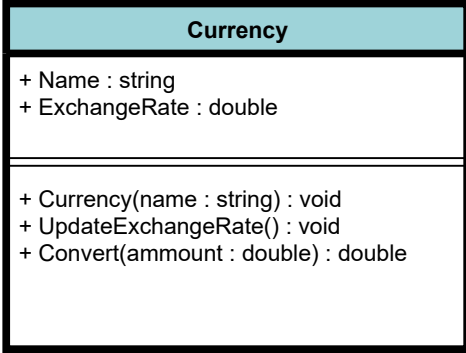 Currency
+ Name : string
+ ExchangeRate : double
+ Currency(name : string) : void
+ UpdateExchangeRate() : void
+ Convert(ammount : double) : double